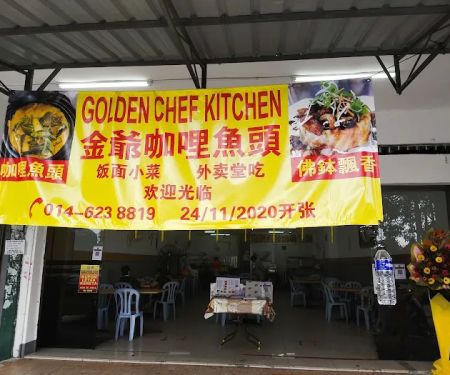 GOLDEN CHEF KITCHEN
金爺咖哩魚頭
饭面小菜 外卖堂吃
欢迎光临
014-623 8819 24/11/2020开张
咖哩魚頭
佛鉢飄香